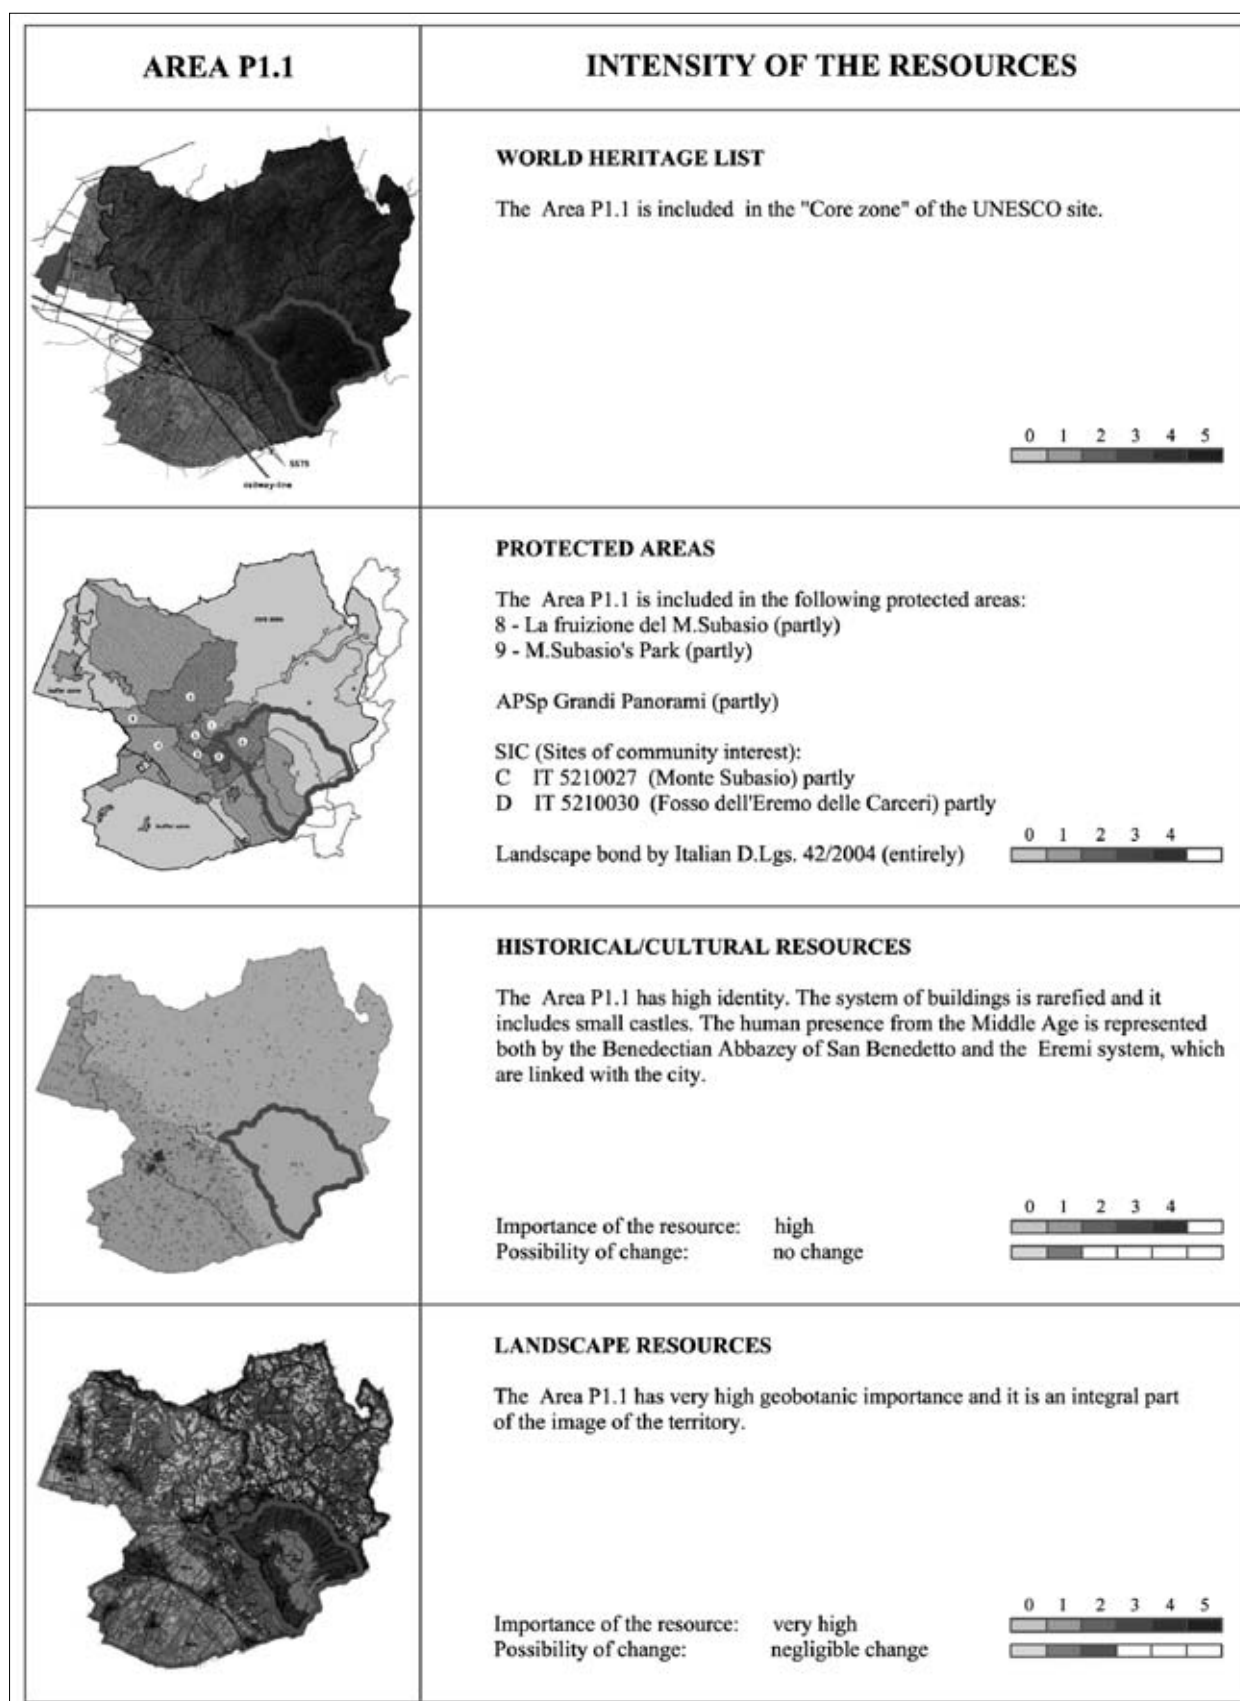 AREA P1.1
INTENSITY OF THE RESOURCES
SS75
railway-line
WORLD HERITAGE LIST
The Area P1.1 is included in the "Core zone" of the UNESCO site.
0 1 2 3 4 5
core area
buffer zone
buffer zone
PROTECTED AREAS
The Area P1.1 is included in the following protected areas:
8 - La fruizione del M.Subasio (partly)
9 - M.Subasio's Park (partly)
APSp Grandi Panorami (partly)
SIC (Sites of community interest):
C IT 5210027 (Monte Subasio) partly
D IT 5210030 (Fosso dell'Eremo delle Carceri) partly
0 1 2 3 4
Landscape bond by Italian D.Lgs. 42/2004 (entirely)
HISTORICAL/CULTURAL RESOURCES
The Area P1.1 has high identity. The system of buildings is rarefied and it
includes small castles. The human presence from the Middle Age is represented
both by the Benedectian Abbazey of San Benedetto and the Eremi system, which
are linked with the city.
0 1 2 3 4
Importance of the resource: high
Possibility of change: no change
LANDSCAPE RESOURCES
The Area P1.1 has very high geobotanic importance and it is an integral part
of the image of the territory.
0 1 2 3 4 5
Importance of the resource: very high
Possibility of change: negligible change